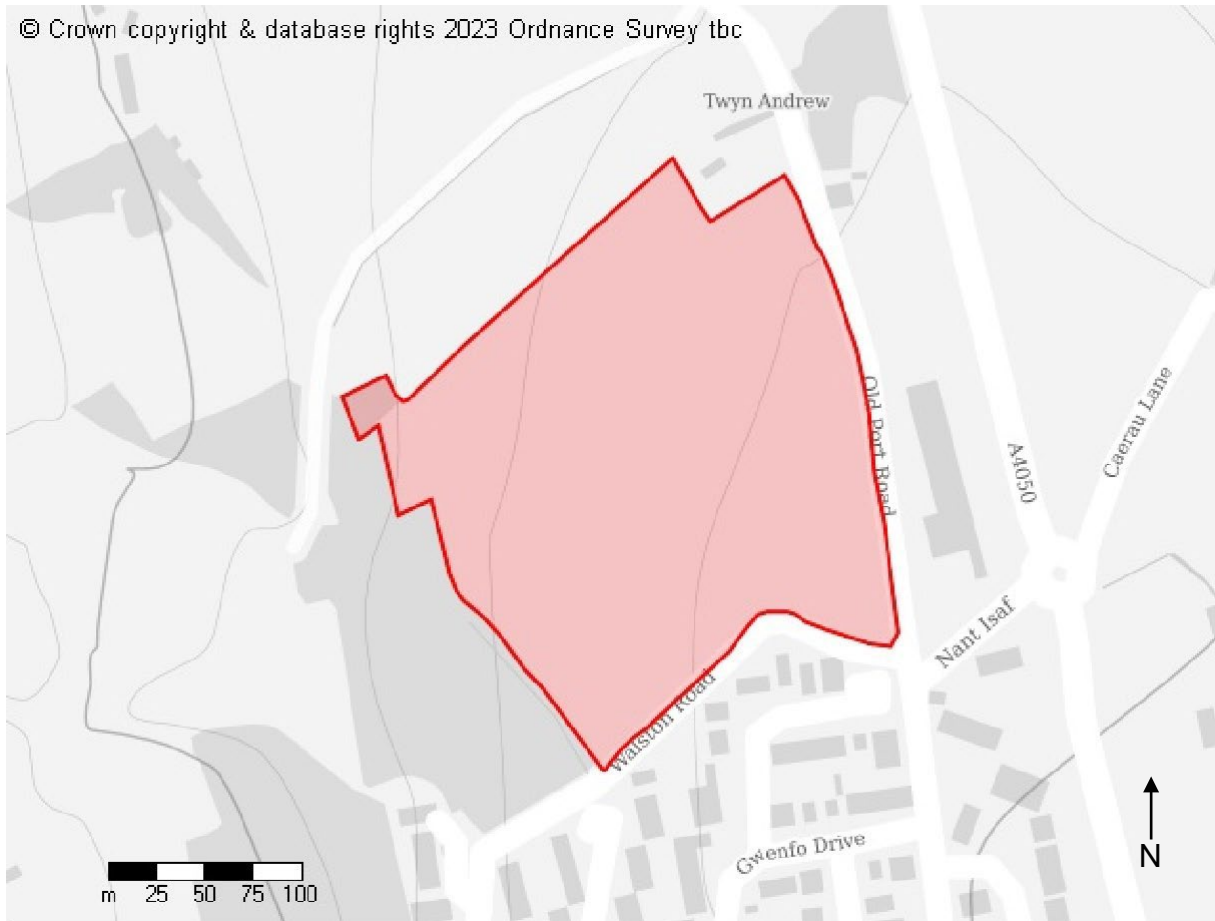 © Crown copyright & database rights 2023 Ordnance Survey tbc
Twyn Andrew
Old Port Road
A4050
Caerau Lane
Nant Isaf
Walston Road
Gwenfo Drive
N
m 25 50 75 100